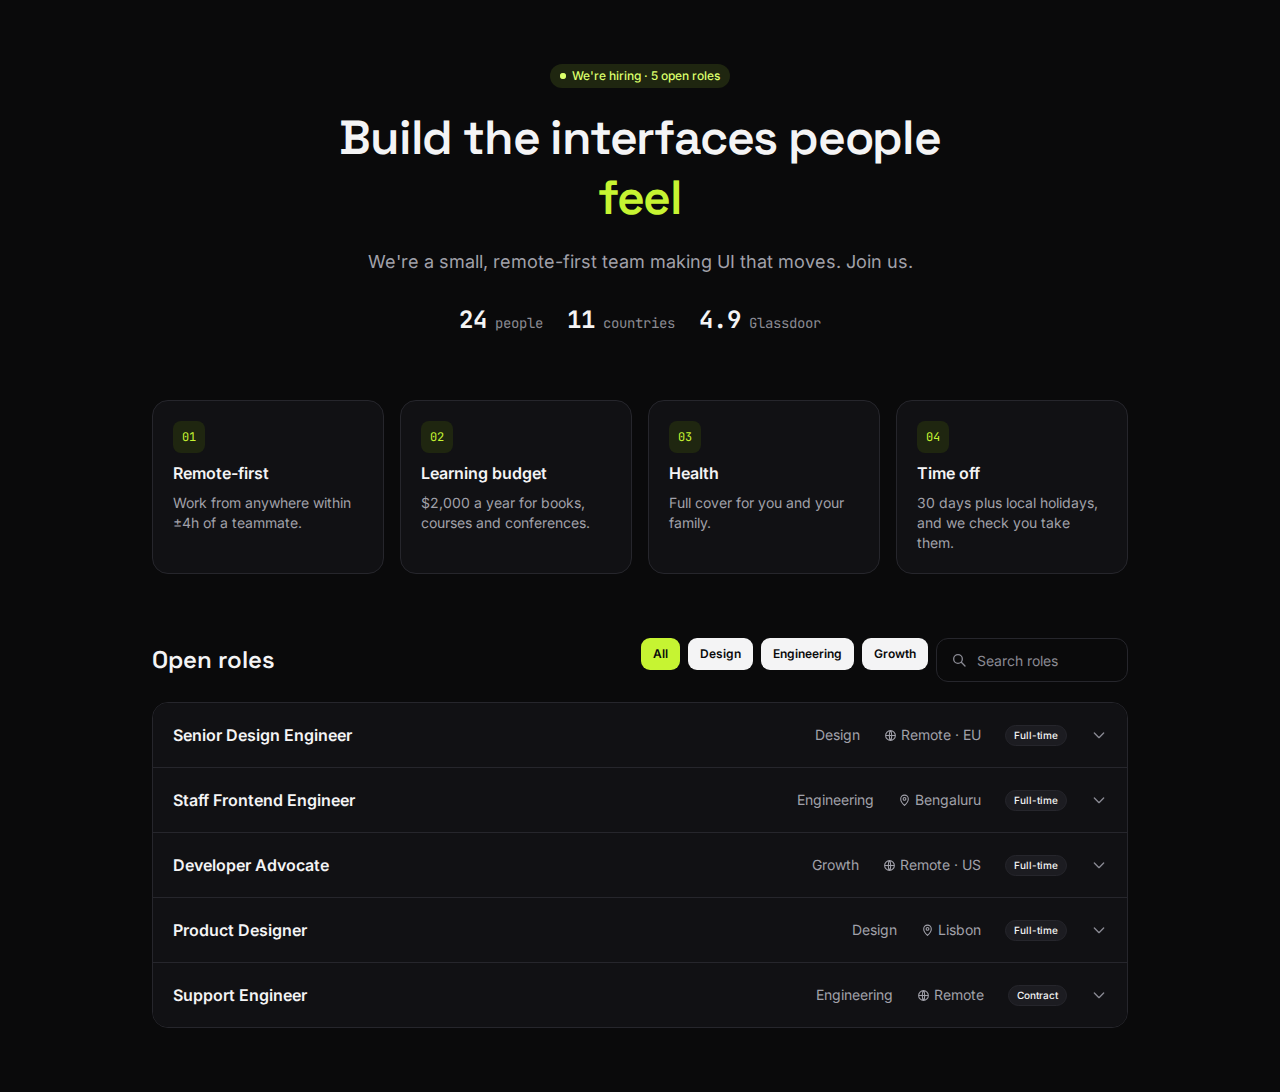 We're hiring · 5 open roles
Build the interfaces people
feel
We're a small, remote-first team making UI that moves. Join us.
24 people 11 countries 4.9 Glassdoor
01
Remote-first
Work from anywhere within
±4h of a teammate.
02
Learning budget
$2,000 a year for books,
courses and conferences.
03
Health
Full cover for you and your
family.
04
Time off
30 days plus local holidays,
and we check you take
them.
Open roles
All Design Engineering Growth Search roles
Senior Design Engineer Design Remote · EU Full-time
Staff Frontend Engineer Engineering Bengaluru Full-time
Developer Advocate Growth Remote · US Full-time
Product Designer Design Lisbon Full-time
Support Engineer Engineering Remote Contract